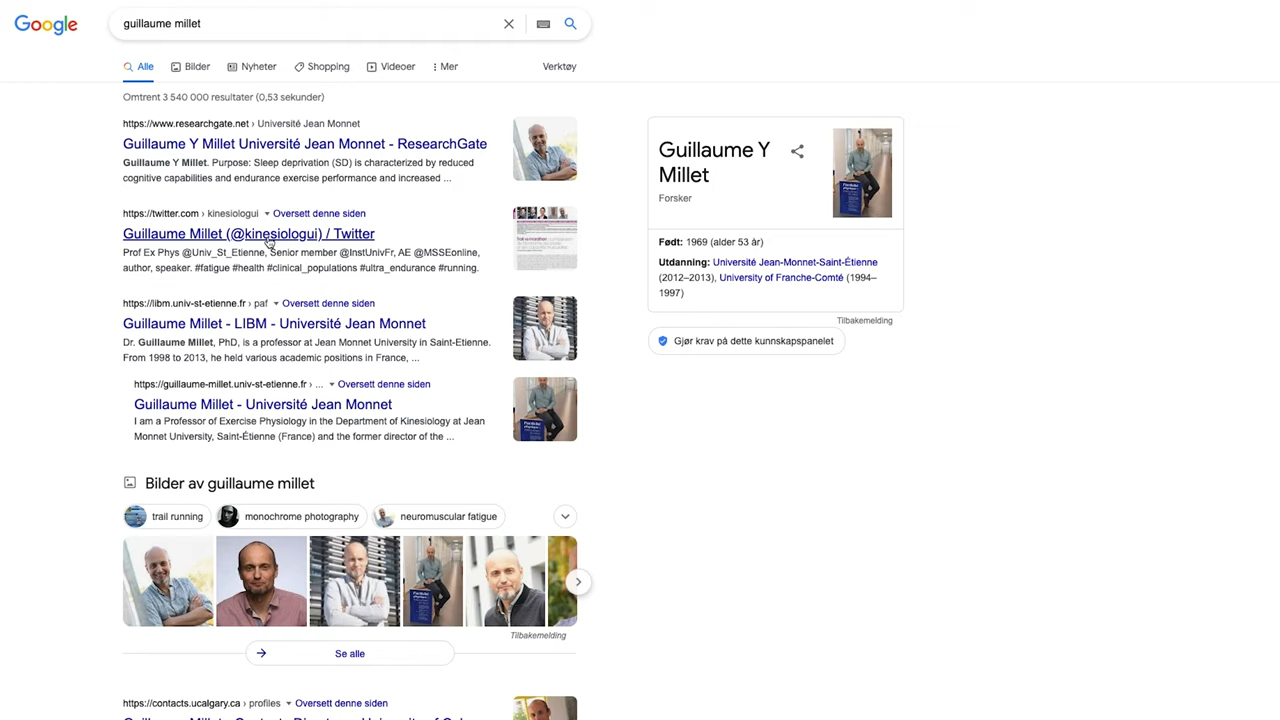 Google
guillaume millet
Alle
Bilder
Nyheter
Shopping
Videoer
Mer
Verktøy
Omtrent 3 540 000 resultater (0,53 sekunder)
https://www.researchgate.net › Université Jean Monnet
Guillaume Y Millet Université Jean Monnet - ResearchGate
Guillaume Y Millet. Purpose: Sleep deprivation (SD) is characterized by reduced
cognitive capabilities and endurance exercise performance and increased ...
https://twitter.com › kinesiologui Oversett denne siden
Guillaume Millet (@kinesiologui) / Twitter
Prof Ex Phys @Univ_St_Etienne, Senior member @InstUnivFr, AE @MSSEonline,
author, speaker. #fatigue #health #clinical_populations #ultra_endurance #running.
https://libm.univ-st-etienne.fr › paf Oversett denne siden
Guillaume Millet - LIBM - Université Jean Monnet
Dr. Guillaume Millet, PhD, is a professor at Jean Monnet University in Saint-Etienne.
From 1998 to 2013, he held various academic positions in France, ...
https://guillaume-millet.univ-st-etienne.fr › ... Oversett denne siden
Guillaume Millet - Université Jean Monnet
I am a Professor of Exercise Physiology in the Department of Kinesiology at Jean
Monnet University, Saint-Étienne (France) and the former director of the ...
Bilder av guillaume millet
trail running
monochrome photography
neuromuscular fatigue
Tilbakemelding
Se alle
https://contacts.ucalgary.ca › profiles Oversett denne siden
Guillaume Y
Millet
Forsker
Født: 1969 (alder 53 år)
Utdanning: Université Jean-Monnet-Saint-Étienne
(2012–2013), University of Franche-Comté (1994–
1997)
Tilbakemelding
Gjør krav på dette kunnskapspanelet